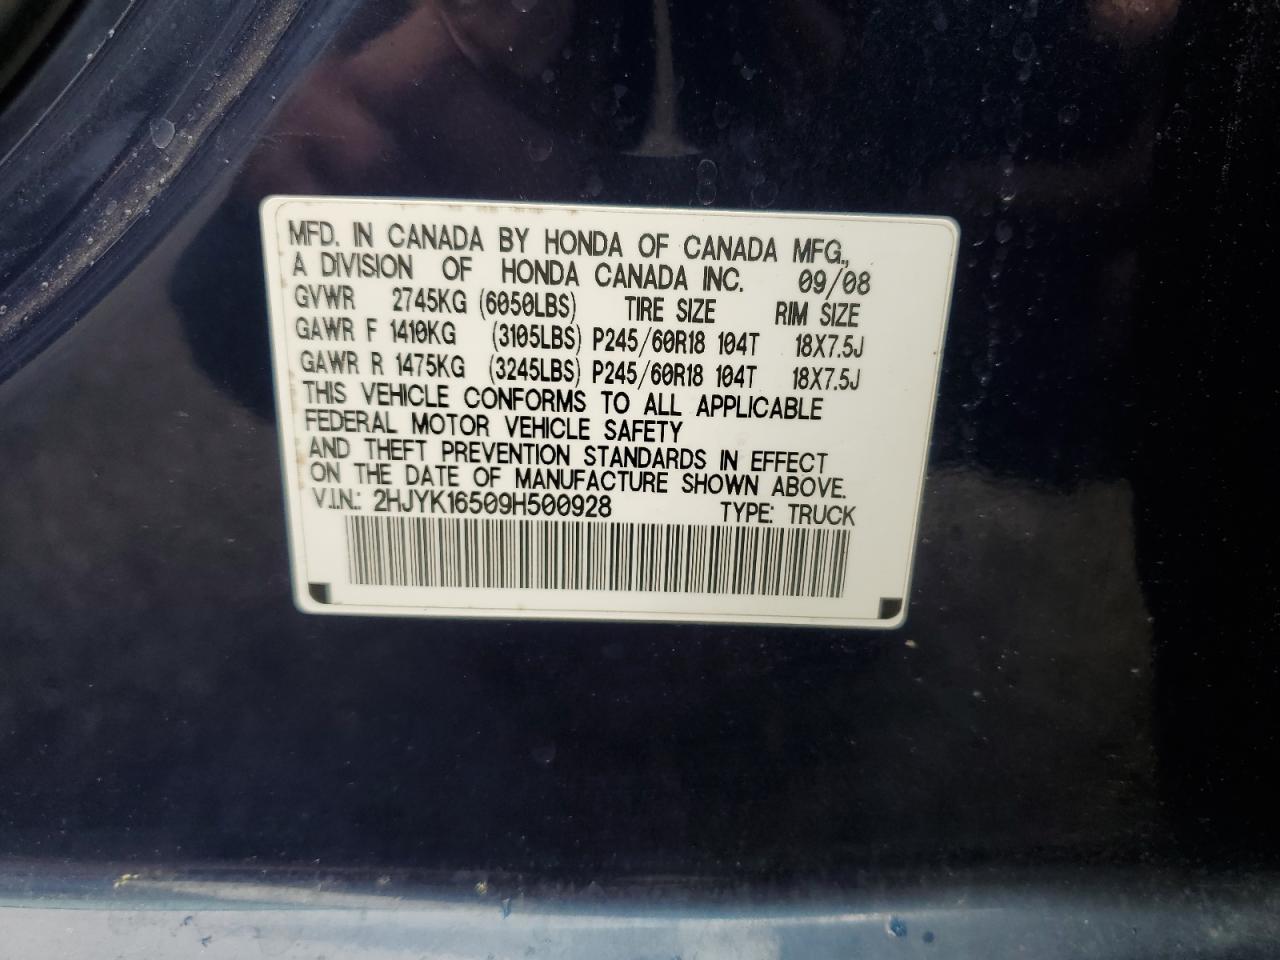 MFD. IN CANADA BY HONDA OF CANADA MFG.,
A DIVISION OF HONDA CANADA INC. 09/08
GVWR 2745KG (6050LBS) TIRE SIZE RIM SIZE
GAWR F 1410KG (3105LBS) P245/60R18 104T 18X7.5J
GAWR R 1475KG (3245LBS) P245/60R18 104T 18X7.5J
THIS VEHICLE CONFORMS TO ALL APPLICABLE
FEDERAL MOTOR VEHICLE SAFETY
AND THEFT PREVENTION STANDARDS IN EFFECT
ON THE DATE OF MANUFACTURE SHOWN ABOVE.
V.I.N.: 2HJYK16509H500928 TYPE: TRUCK